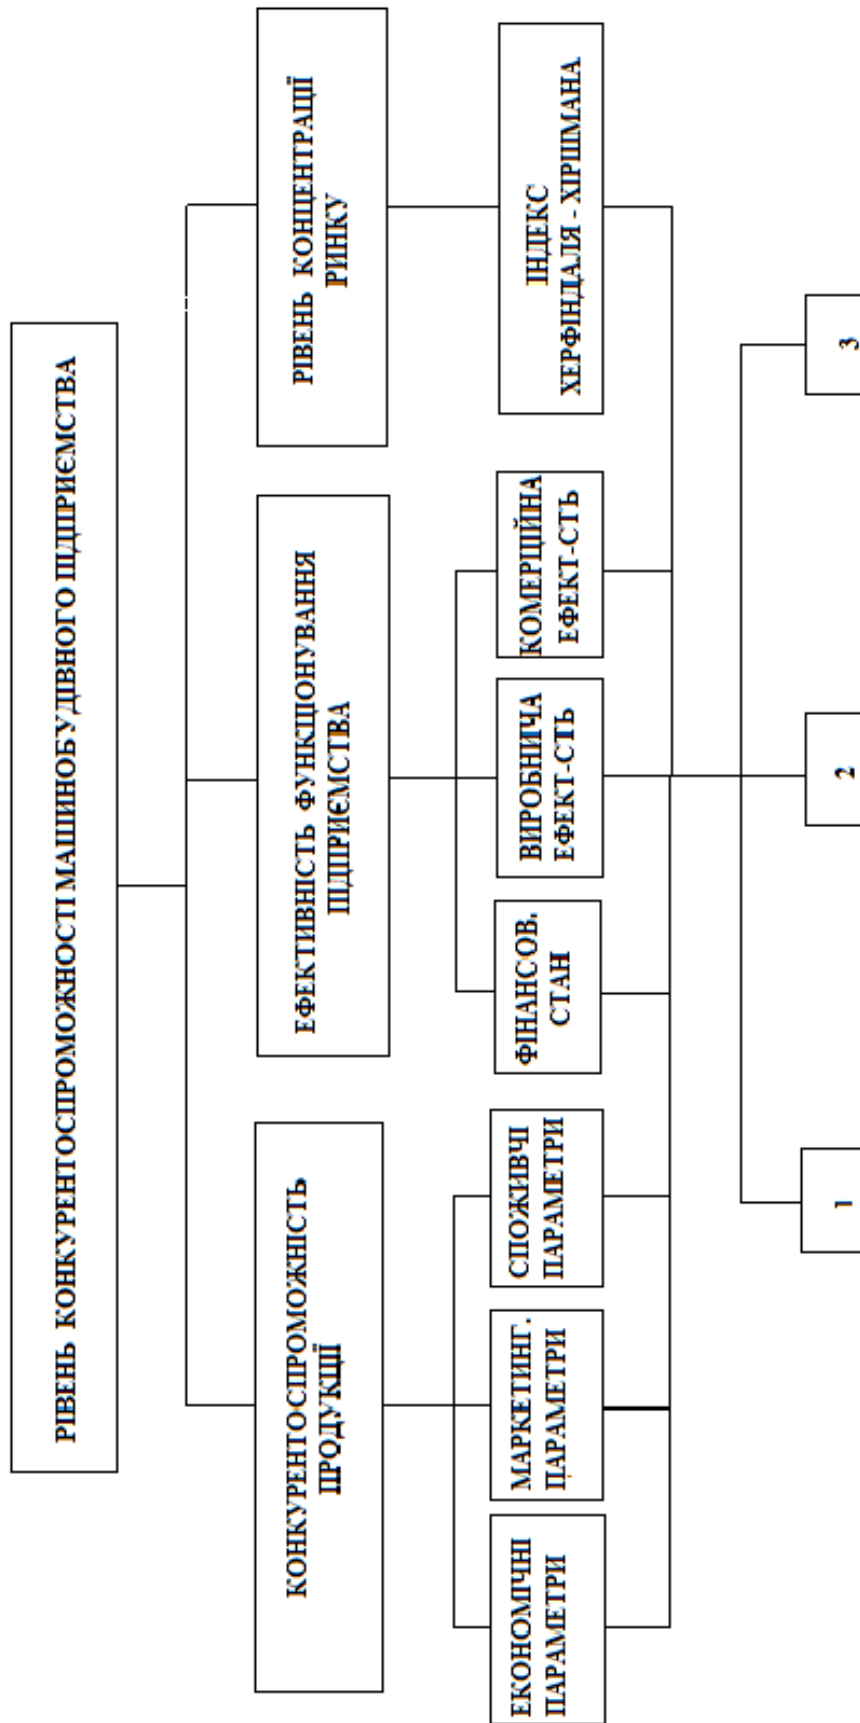 РІВЕНЬ КОНКУРЕНТОСПРОМОЖНОСТІ МАШИНОБУДІВНОГО ПІДПРИЄМСТВА
КОНКУРЕНТОСПРОМОЖНІСТЬ
ПРОДУКЦІЇ
ЕФЕКТИВНІСТЬ ФУНКЦІОНУВАННЯ
ПІДПРИЄМСТВА
РІВЕНЬ КОНЦЕНТРАЦІЇ
РИНКУ
ЕКОНОМІЧНІ
ПАРАМЕТРИ
МАРКЕТИНГ.
ПАРАМЕТРИ
СПОЖИВЧІ
ПАРАМЕТРИ
ФІНАНСОВ.
СТАН
ВИРОБНИЧА
ЕФЕКТ-СТЬ
КОМЕРЦІЙНА
ЕФЕКТ-СТЬ
ІНДЕКС
ХЕРФІНДАЛЯ - ХІРШМАНА
1
2
3